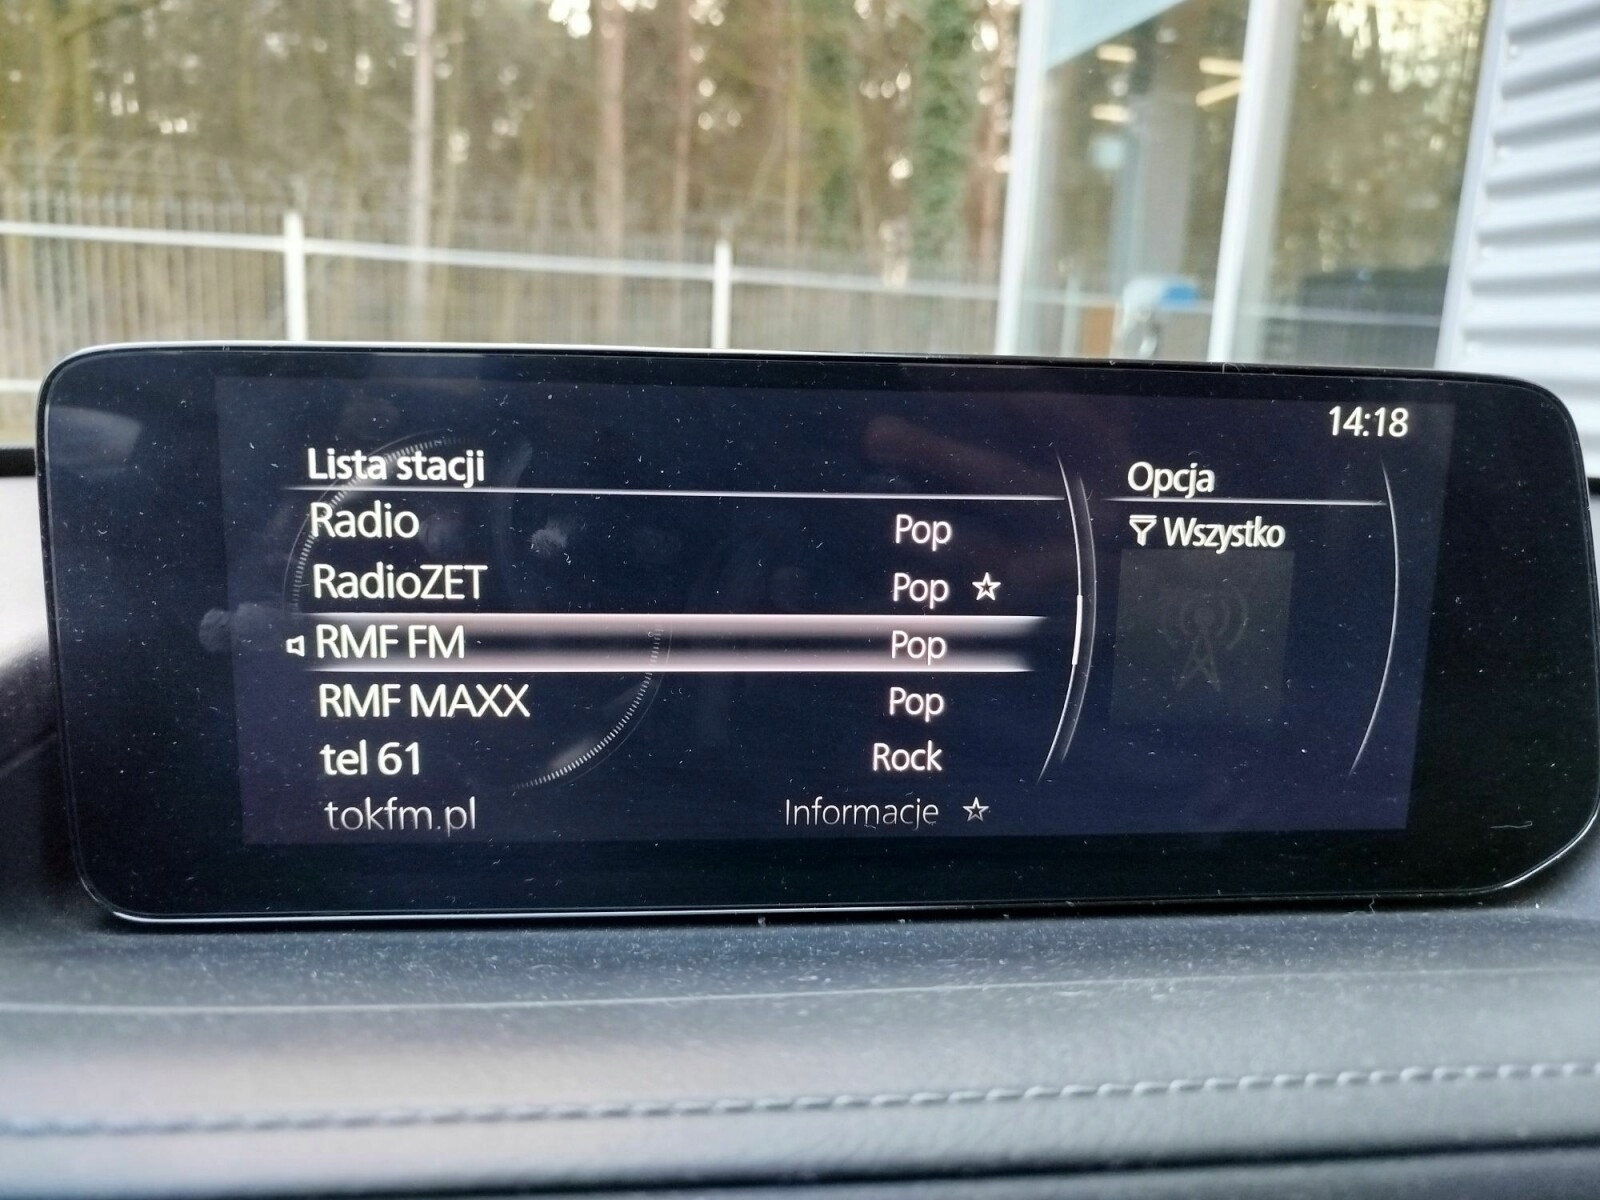 14:18
Lista stacji
Radio Pop
RadioZET Pop
RMF FM Pop
RMF MAXX Pop
tel 61 Rock
tokfm.pl Informacje
Opcja
Wszystko